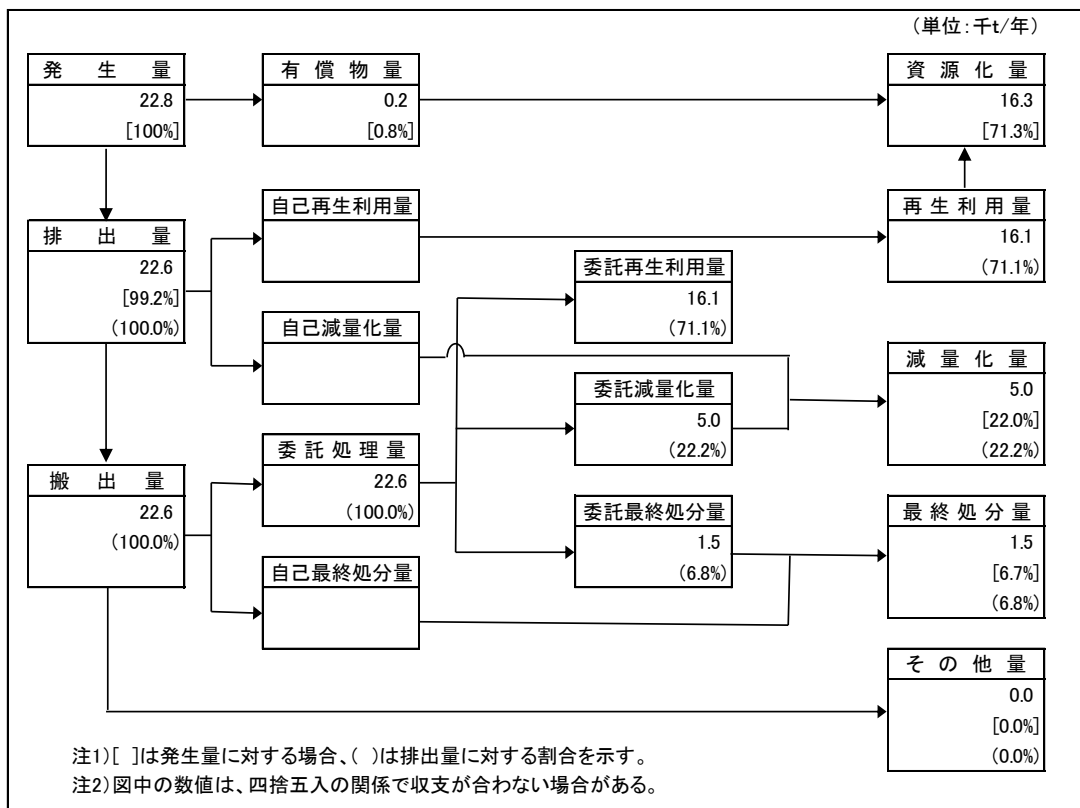 (単位:千t/年)
発生量
22.8
[100%]
有償物量
0.2
[0.8%]
資源化量
16.3
[71.3%]
排出量
22.6
[99.2%]
(100.0%)
自己再生利用量
再生利用量
16.1
(71.1%)
委託再生利用量
16.1
(71.1%)
自己減量化量
委託減量化量
5.0
(22.2%)
減量化量
5.0
[22.0%]
(22.2%)
搬出量
22.6
(100.0%)
委託処理量
22.6
(100.0%)
委託最終処分量
1.5
(6.8%)
最終処分量
1.5
[6.7%]
(6.8%)
自己最終処分量
その他量
0.0
[0.0%]
(0.0%)
注1)[ ]は発生量に対する場合、( )は排出量に対する割合を示す。
注2)図中の数値は、四捨五入の関係で収支が合わない場合がある。